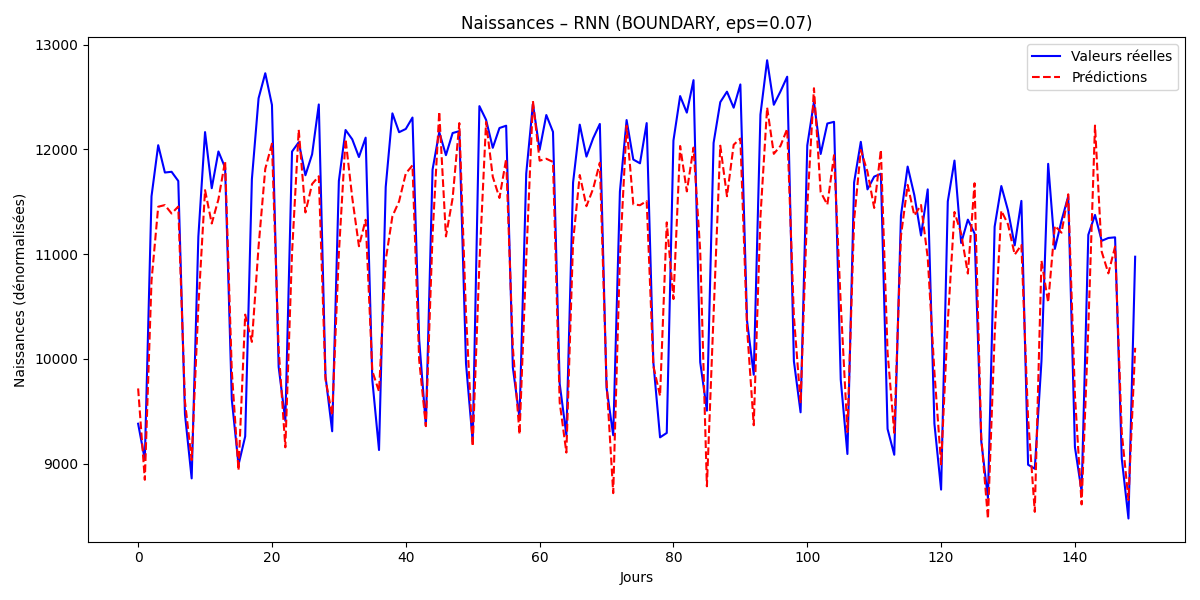 Naissances – RNN (BOUNDARY, eps=0.07)
Valeurs réelles
Prédictions
Naissances (dénormalisées)
13000
12000
11000
10000
9000
0 20 40 60 80 100 120 140
Jours